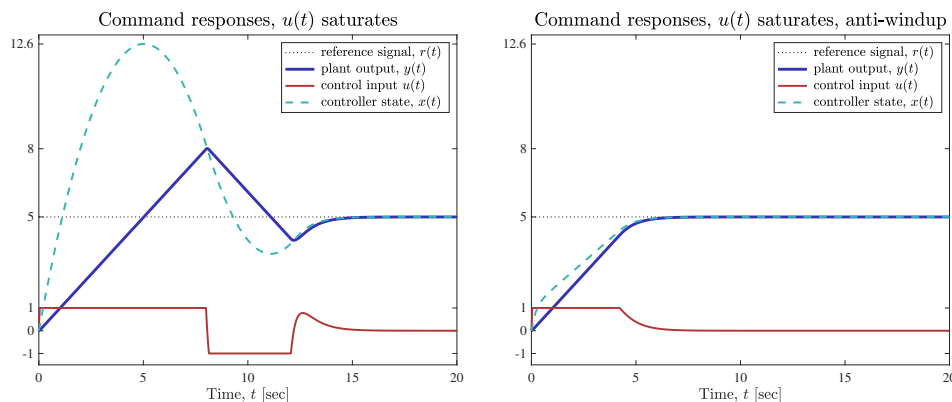 Command responses, u(t) saturates
12.6
8
5
1
0
-1
0
5
10
15
20
Time, t [sec]
reference signal, r(t)
plant output, y(t)
control input u(t)
controller state, x(t)
Command responses, u(t) saturates, anti-windup
12.6
8
5
1
0
-1
0
5
10
15
20
Time, t [sec]
reference signal, r(t)
plant output, y(t)
control input u(t)
controller state, x(t)